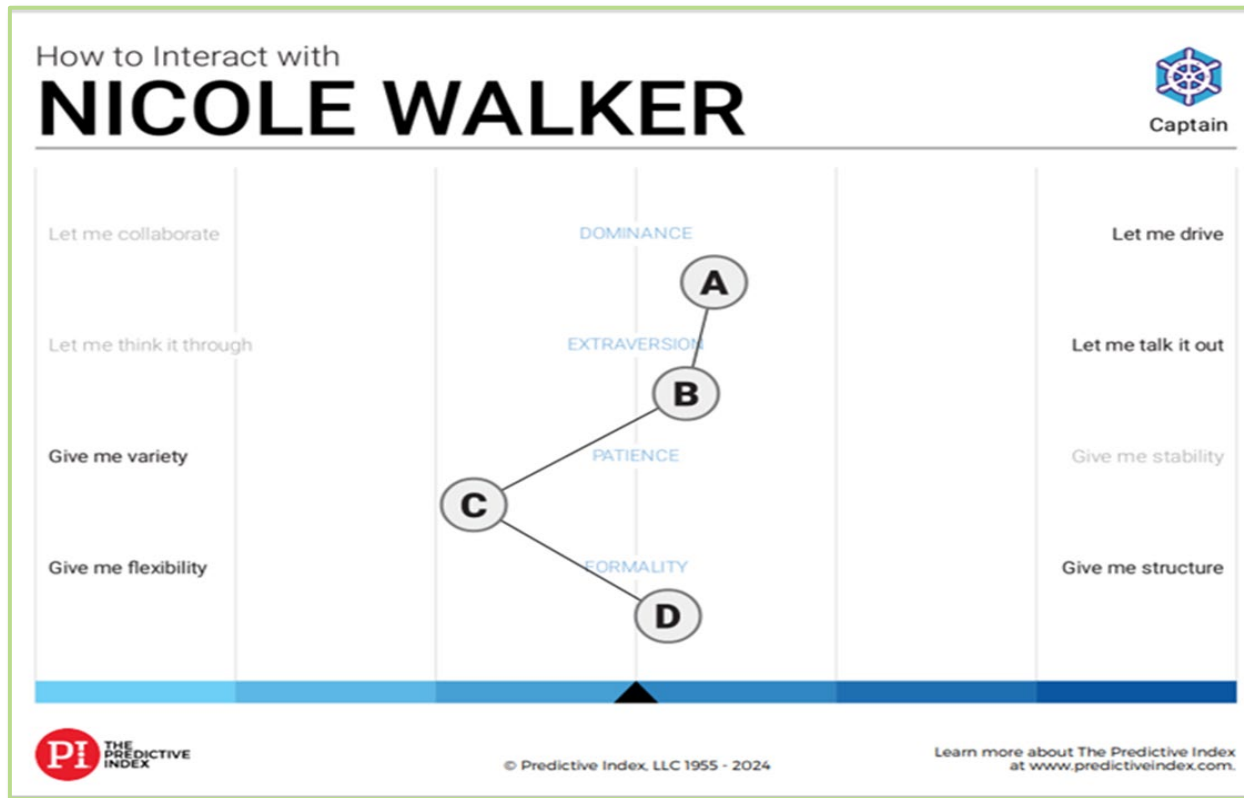 How to Interact with
NICOLE WALKER
Captain
Let me collaborate
DOMINANCE
Let me drive
A
Let me think it through
EXTRAVERSION
Let me talk it out
B
Give me variety
PATIENCE
Give me stability
C
Give me flexibility
FORMALITY
Give me structure
D
PI THE
PREDICTIVE
INDEX
© Predictive Index, LLC 1955 - 2024
Learn more about The Predictive Index
at www.predictiveindex.com.